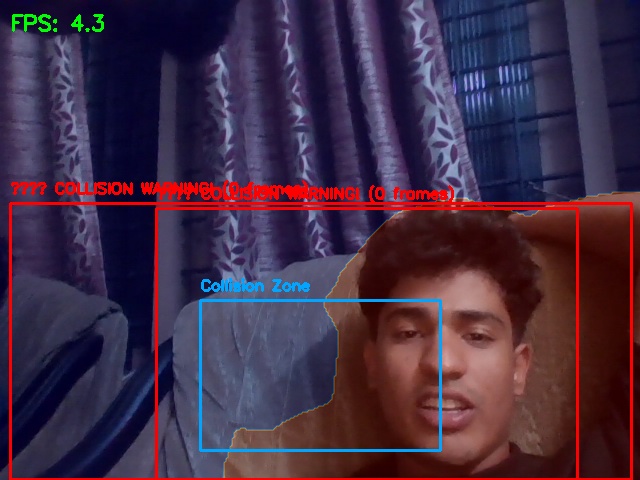 FPS: 4.3
???? COLLISION WARNING! (0 frames)
???? COLLISION WARNING! (0 frames)
Collision Zone